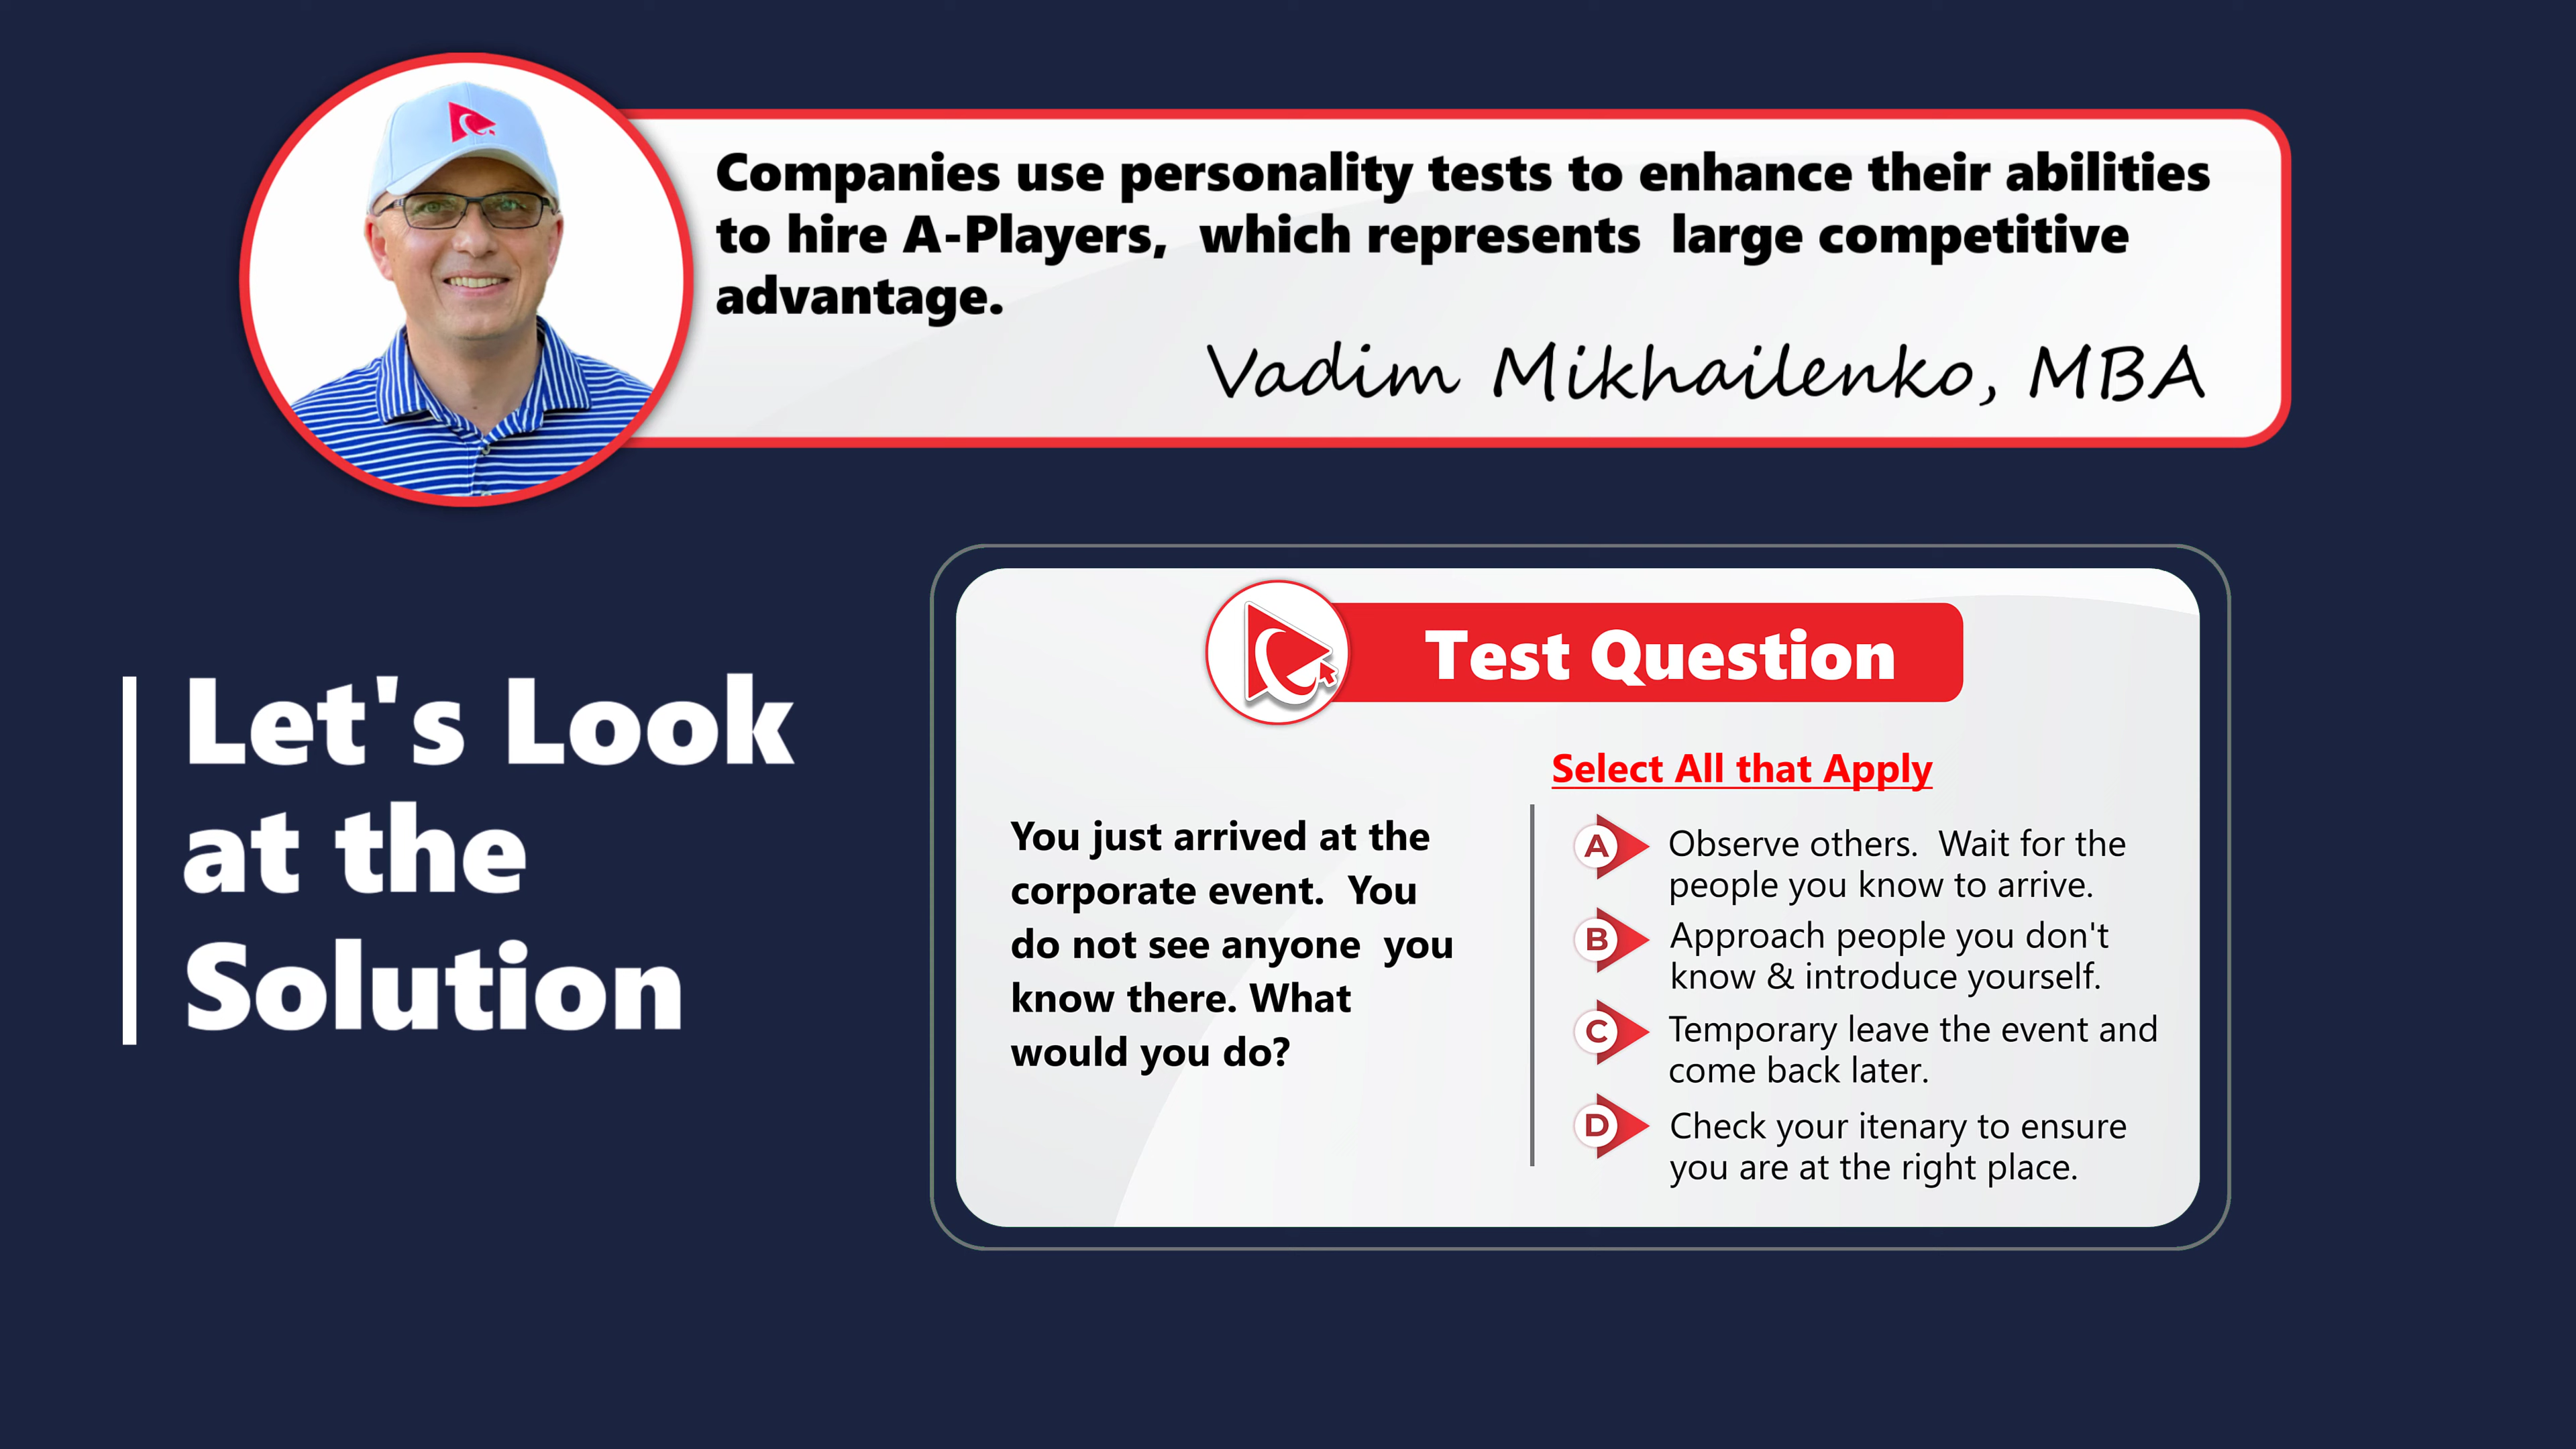 Companies use personality tests to enhance their abilities
to hire A-Players,  which represents  large competitive
advantage.
Vadim Mikhailenko, MBA
Let's Look
at the
Solution
Test Question
Select All that Apply
You just arrived at the
corporate event.  You
do not see anyone  you
know there. What
would you do?
A Observe others.  Wait for the
people you know to arrive.
B Approach people you don't
know & introduce yourself.
C Temporary leave the event and
come back later.
D Check your itenary to ensure
you are at the right place.